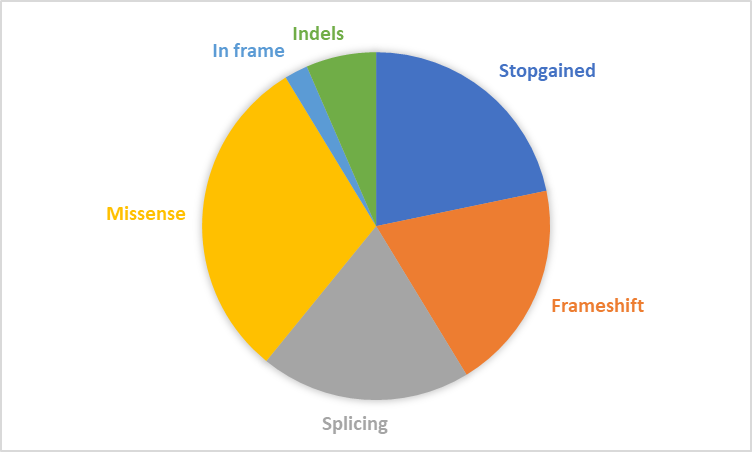 Indels
In frame
Stopgained
Missense
Frameshift
Splicing